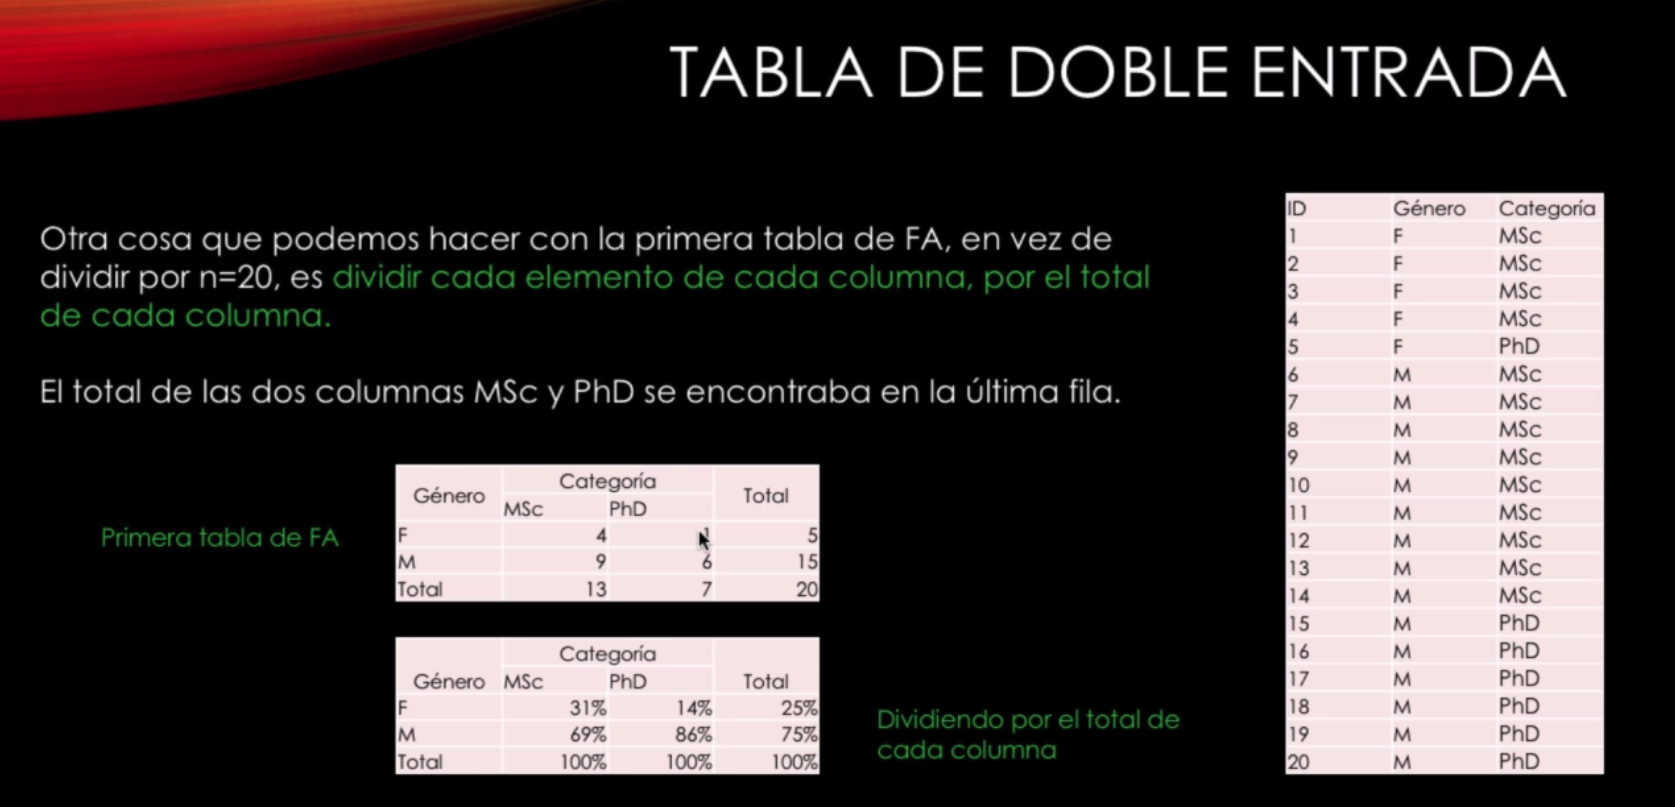 TABLA DE DOBLE ENTRADA
Otra cosa que podemos hacer con la primera tabla de FA, en vez de
dividir por n=20, es dividir cada elemento de cada columna, por el total
de cada columna.
El total de las dos columnas MSc y PhD se encontraba en la última fila.
Primera tabla de FA
Género Categoría Total
MSc PhD
F 4 1 5
M 9 6 15
Total 13 7 20
Categoría
Género MSc PhD Total
F 31% 14% 25%
M 69% 86% 75%
Total 100% 100% 100%
Dividiendo por el total de
cada columna
ID Género Categoría
1 F MSc
2 F MSc
3 F MSc
4 F MSc
5 F PhD
6 M MSc
7 M MSc
8 M MSc
9 M MSc
10 M MSc
11 M MSc
12 M MSc
13 M MSc
14 M MSc
15 M PhD
16 M PhD
17 M PhD
18 M PhD
19 M PhD
20 M PhD